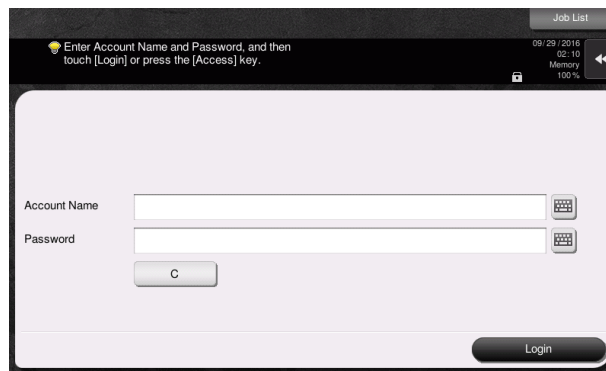 Job List
Enter Account Name and Password, and then
touch [Login] or press the [Access] key.
09/29/2016
02:10
Memory
100 %
Account Name
Password
C
Login